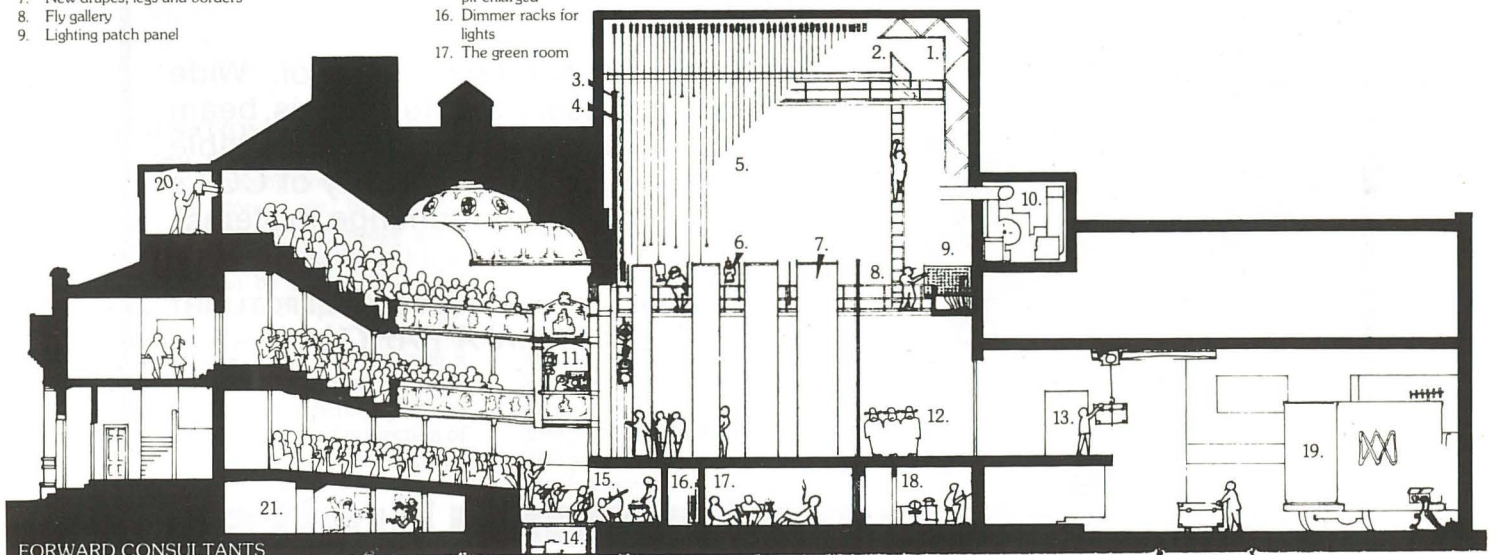 7. New drapes, legs and borders
8. Fly gallery
9. Lighting patch panel
pit enlarged
16. Dimmer racks for
lights
17. The green room
1.
2.
3.
4.
5.
6.
7.
8.
9.
10.
11.
12.
13.
14.
15.
16.
17.
18.
19.
20.
21.
FORWARD CONSULTANTS